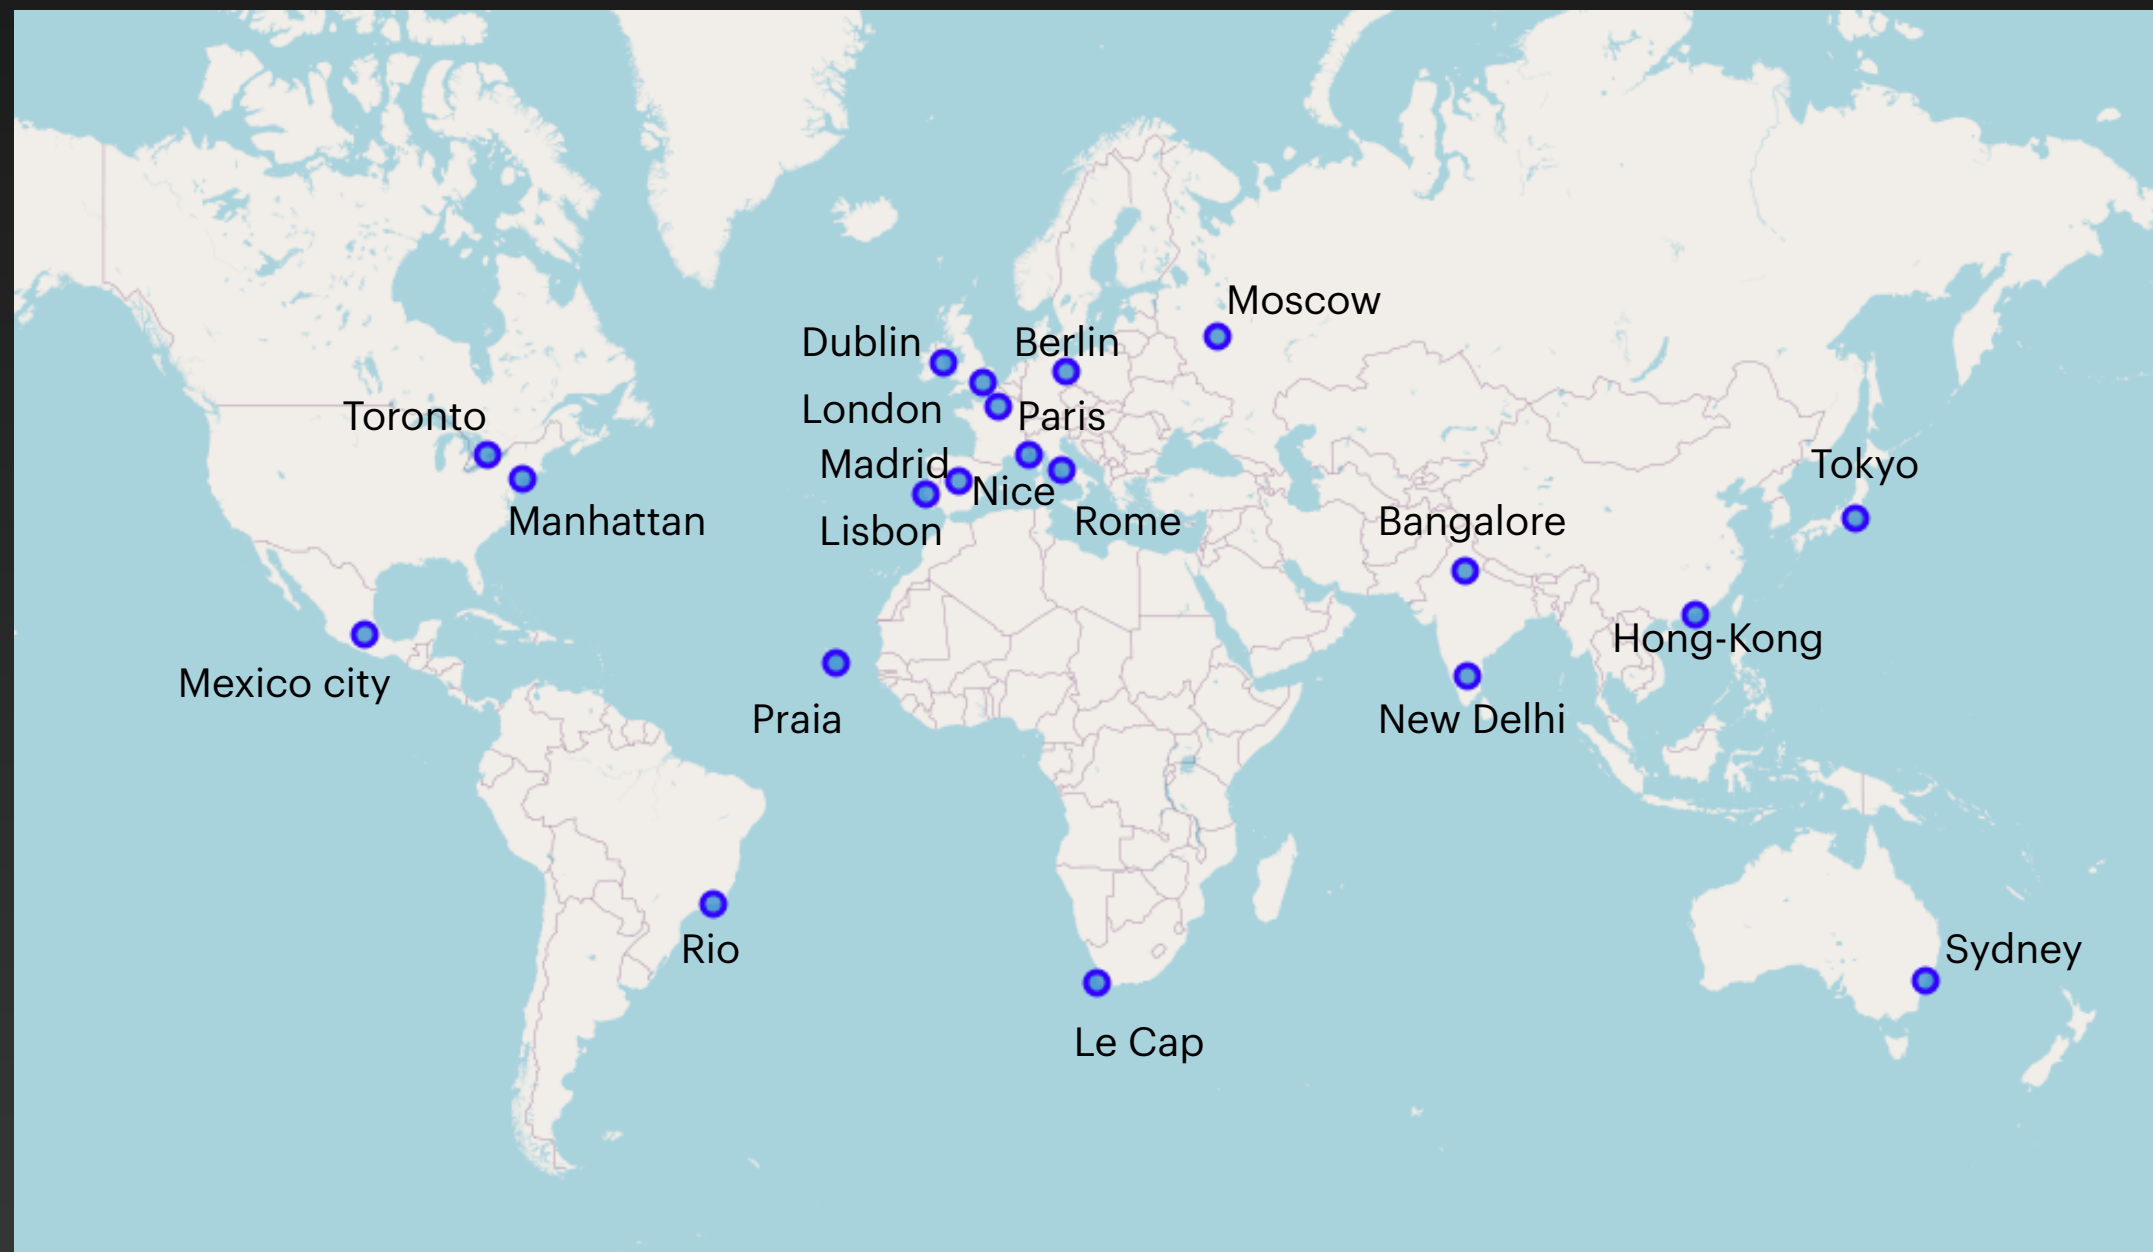 Moscow
Dublin
Berlin
London
Paris
Toronto
Madrid
Tokyo
Nice
Manhattan
Lisbon
Rome
Bangalore
Hong-Kong
Mexico city
Praia
New Delhi
Rio
Sydney
Le Cap